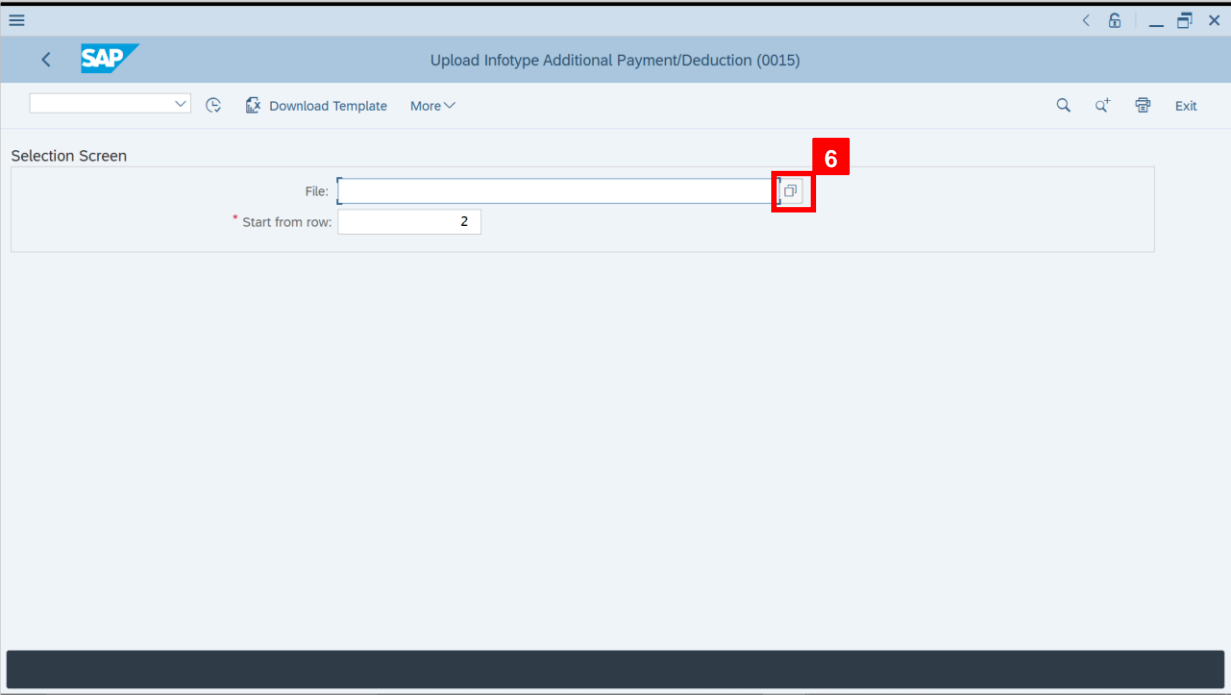 SAP
Upload Infotype Additional Payment/Deduction (0015)
Download Template More Exit
Selection Screen
6
File:
* Start from row: 2